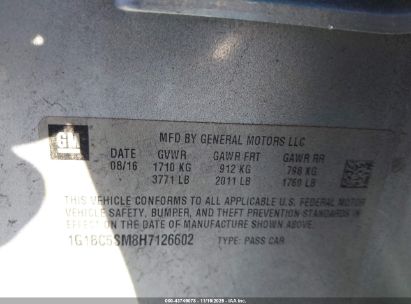 GM
MFD BY GENERAL MOTORS LLC
DATE GVWR GAWR FRT GAWR RR
08/16 1710 KG 912 KG 798 KG
3771 LB 2011 LB 1760 LB
THIS VEHICLE CONFORMS TO ALL APPLICABLE U.S. FEDERAL MOTOR
VEHICLE SAFETY, BUMPER, AND THEFT PREVENTION STANDARDS IN
EFFECT ON THE DATE OF MANUFACTURE SHOWN ABOVE.
1G1BC5SM8H7126602 TYPE: PASS CAR